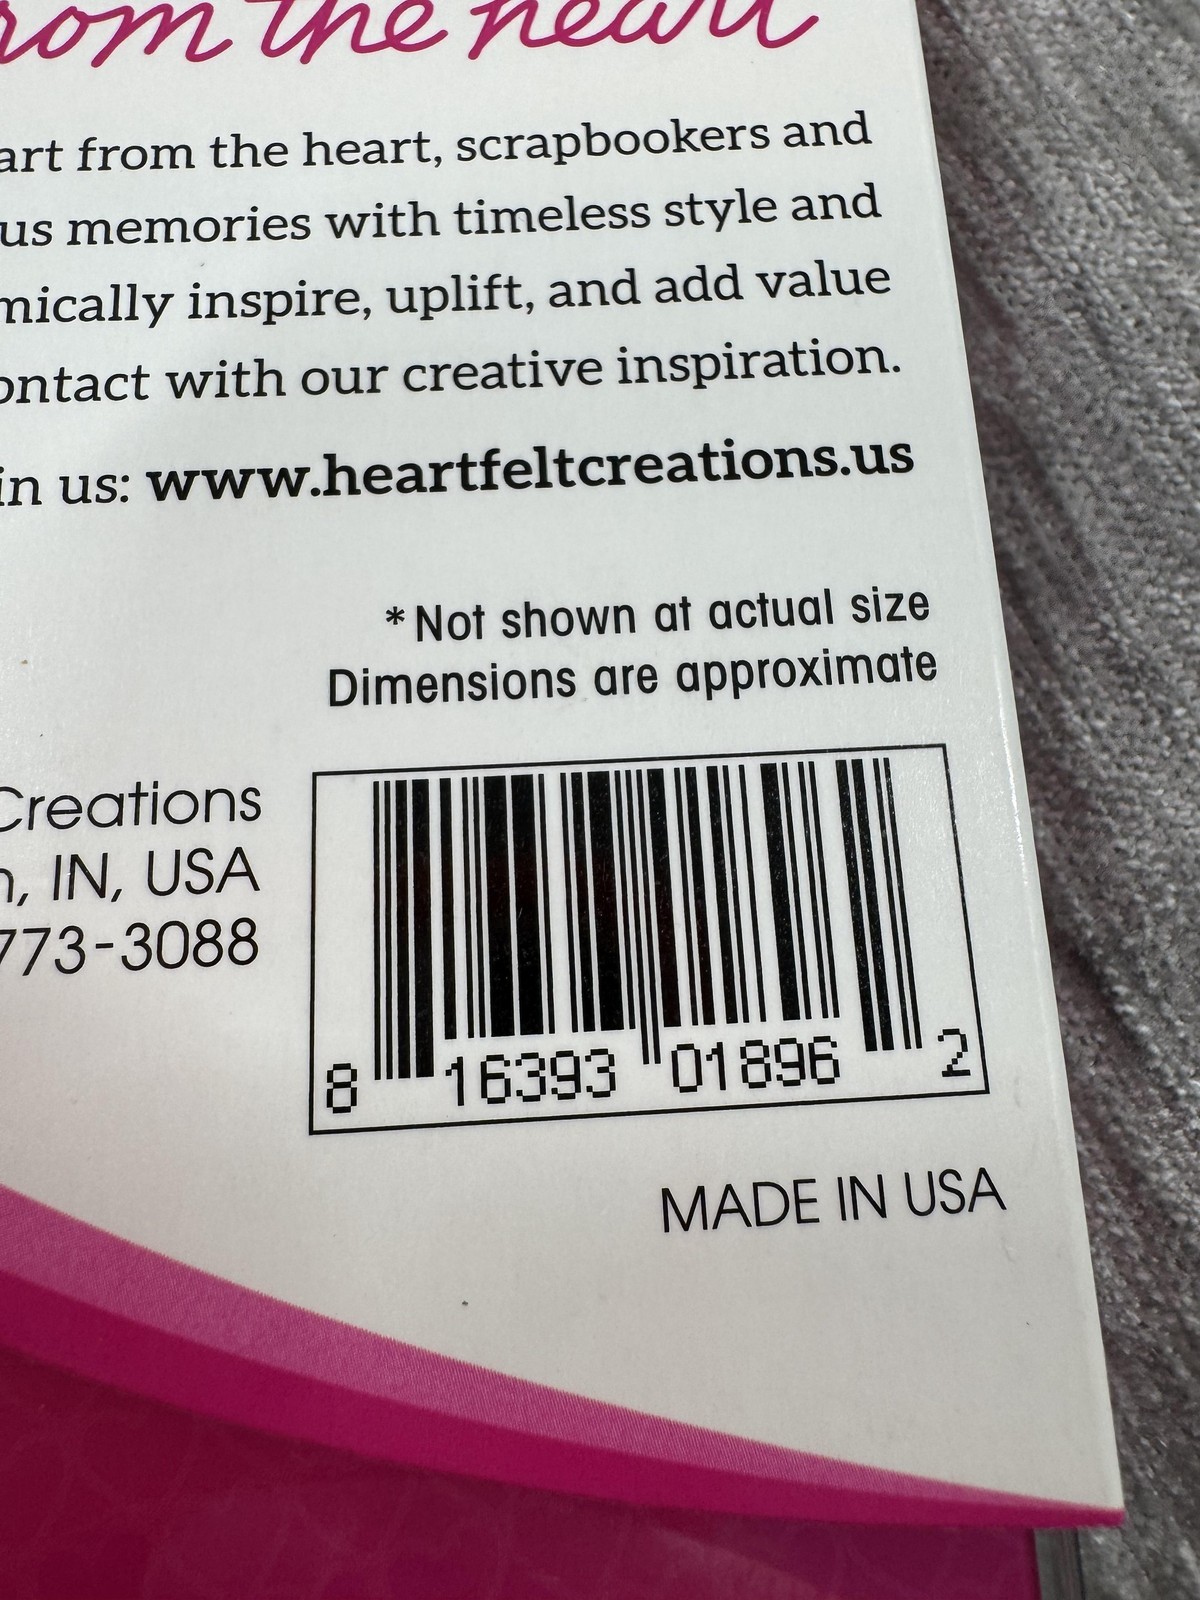 from the heart
art from the heart, scrapbookers and
us memories with timeless style and
mically inspire, uplift, and add value
ontact with our creative inspiration.
in us: www.heartfeltcreations.us
*Not shown at actual size
Dimensions are approximate
Creations
IN, USA
773-3088
8 16393 01896 2
MADE IN USA